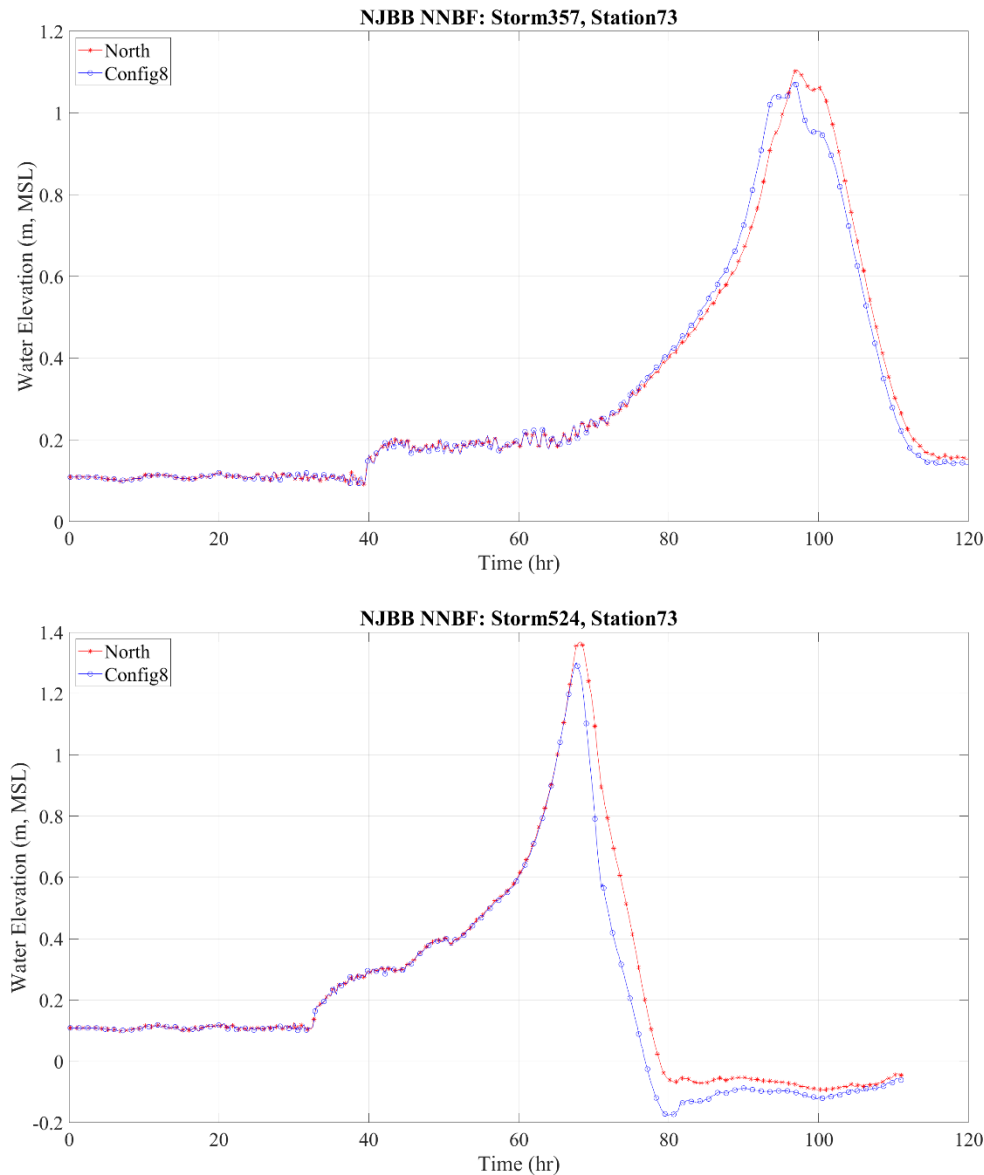 NJBB NNBF: Storm357, Station73
North
Config8
Water Elevation (m, MSL)
1.2
1
0.8
0.6
0.4
0.2
0
0 20 40 60 80 100 120
Time (hr)
NJBB NNBF: Storm524, Station73
North
Config8
Water Elevation (m, MSL)
1.4
1.2
1
0.8
0.6
0.4
0.2
0
-0.2
0 20 40 60 80 100 120
Time (hr)